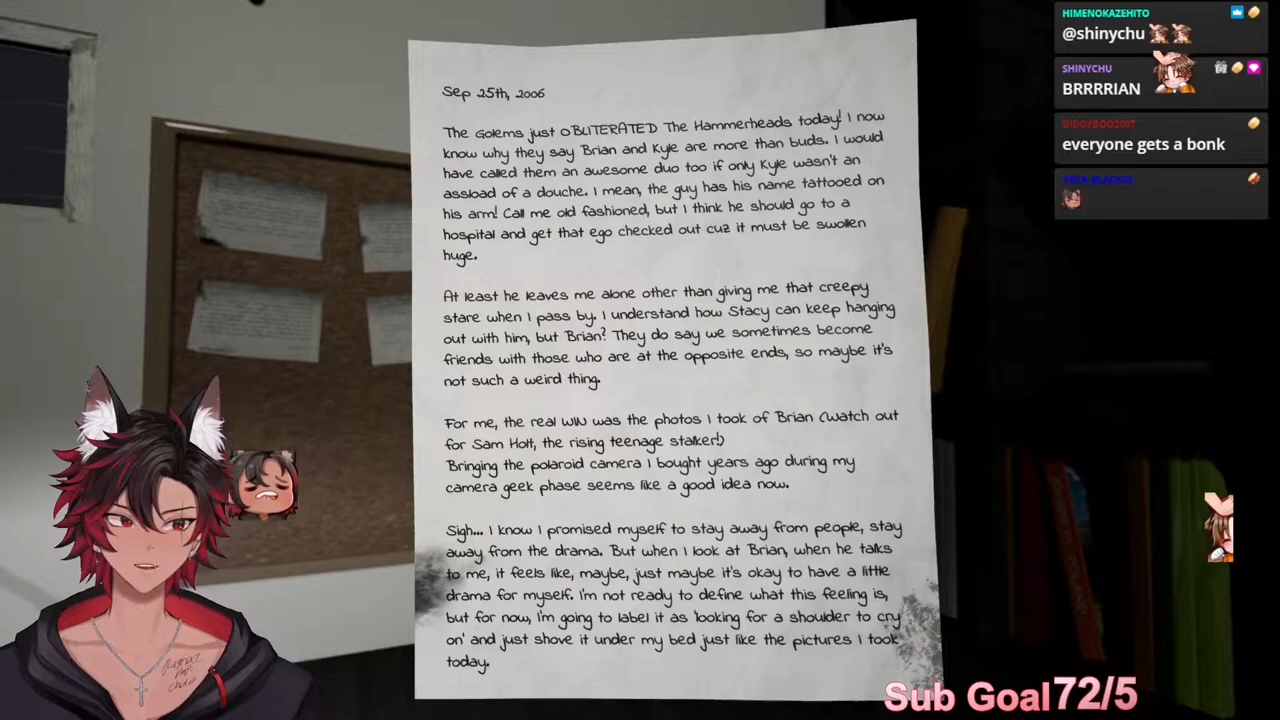 Sep 25th, 2006
The Golems just OBLITERATED The Hammerheads today! I now
know why they say Brian and Kyle are more than buds. I would
have called them an awesome duo too if only Kyle wasn't an
assload of a douche. I mean, the guy has his name tattooed on
his arm! Call me old fashioned, but I think he should go to a
hospital and get that ego checked out cuz it must be swollen
huge.
At least he leaves me alone other than giving me that creepy
stare when I pass by. I understand how Stacy can keep hanging
out with him, but Brian? They do say we sometimes become
friends with those who are at the opposite ends, so maybe it's
not such a weird thing.
For me, the real WIN was the photos I took of Brian (watch out
for Sam Holt, the rising teenage stalker!)
Bringing the polaroid camera I bought years ago during my
camera geek phase seems like a good idea now.
Sigh... I know I promised myself to stay away from people, stay
away from the drama. But when I look at Brian, when he talks
to me, it feels like, maybe, just maybe it's okay to have a little
drama for myself. I'm not ready to define what this feeling is,
but for now, I'm going to label it as 'looking for a shoulder to cry
on' and just shove it under my bed just like the pictures I took
today.
HIMENOKAZEHITO
@shinychu
SHINYCHU
BRRRRIAN
everyone gets a bonk
Sub Goal 72/5